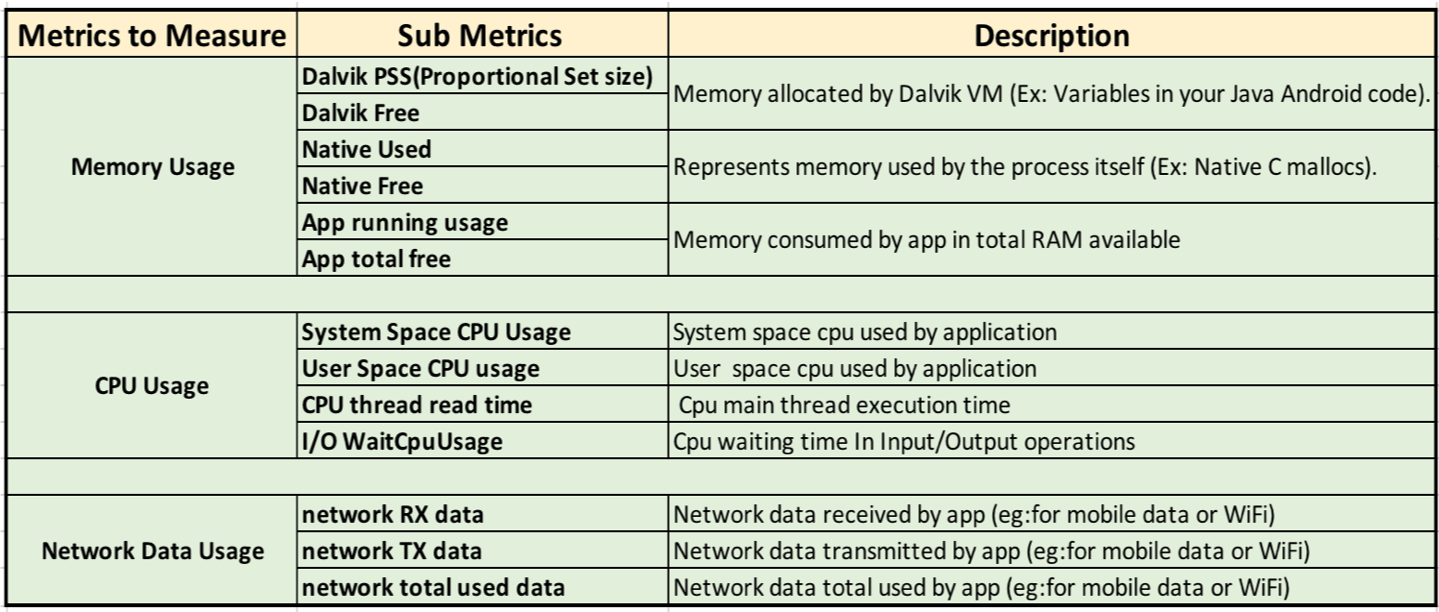 Metrics to Measure Sub Metrics Description
Dalvik PSS(Proportional Set size)
Memory allocated by Dalvik VM (Ex: Variables in your Java Android code).
Dalvik Free
Native Used
Memory Usage Represents memory used by the process itself (Ex: Native C mallocs).
Native Free
App running usage
Memory consumed by app in total RAM available
App total free
System Space CPU Usage System space cpu used by application
User Space CPU usage User space cpu used by application
CPU Usage
CPU thread read time Cpu main thread execution time
I/O WaitCpuUsage Cpu waiting time In Input/Output operations
network RX data Network data received by app (eg:for mobile data or WiFi)
Network Data Usage network TX data Network data transmitted by app (eg:for mobile data or WiFi)
network total used data Network data total used by app (eg:for mobile data or WiFi)